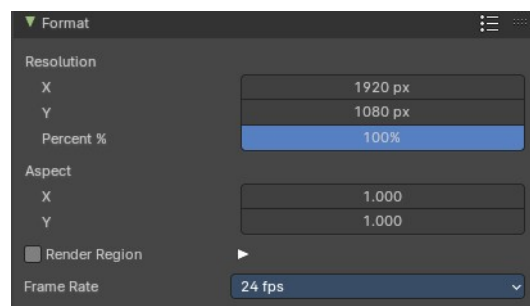 Format
Resolution
X 1920 px
Y 1080 px
Percent % 100%
Aspect
X 1.000
Y 1.000
Render Region
Frame Rate 24 fps